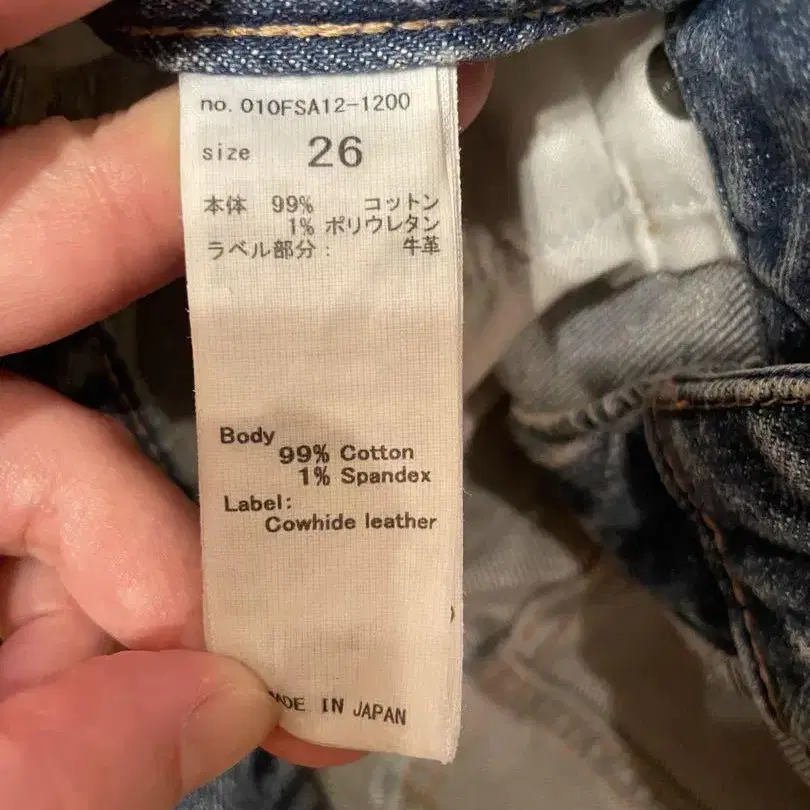 no. 010FSA12-1200
size 26
本体 99% コットン
1% ポリウレタン
ラベル部分: 牛革
Body
99% Cotton
1% Spandex
Label:
Cowhide leather
MADE IN JAPAN